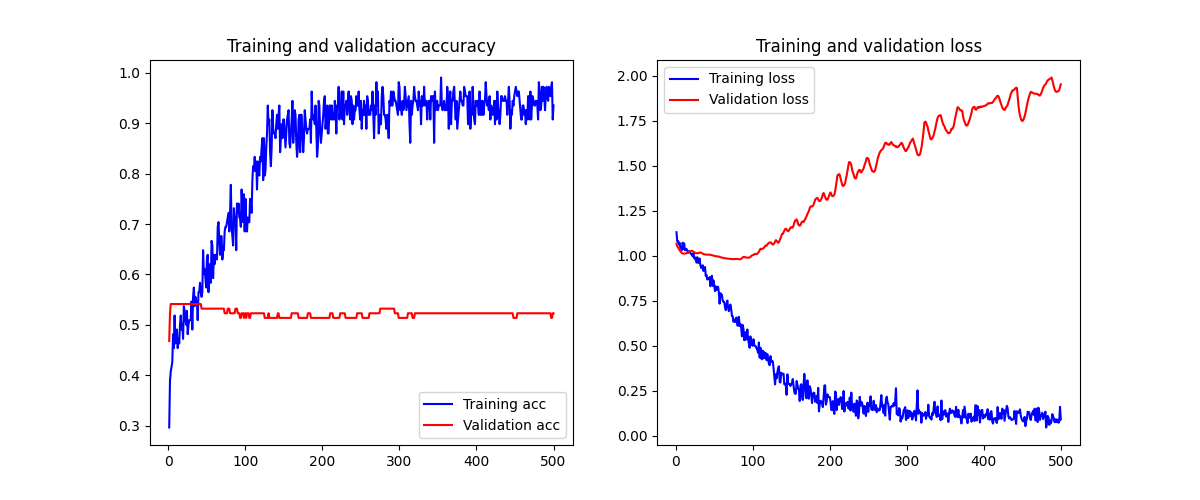 Training and validation accuracy
1.0
0.9
0.8
0.7
0.6
0.5
0.4
0.3
0 100 200 300 400 500
Training acc
Validation acc
Training and validation loss
2.00
1.75
1.50
1.25
1.00
0.75
0.50
0.25
0.00
0 100 200 300 400 500
Training loss
Validation loss